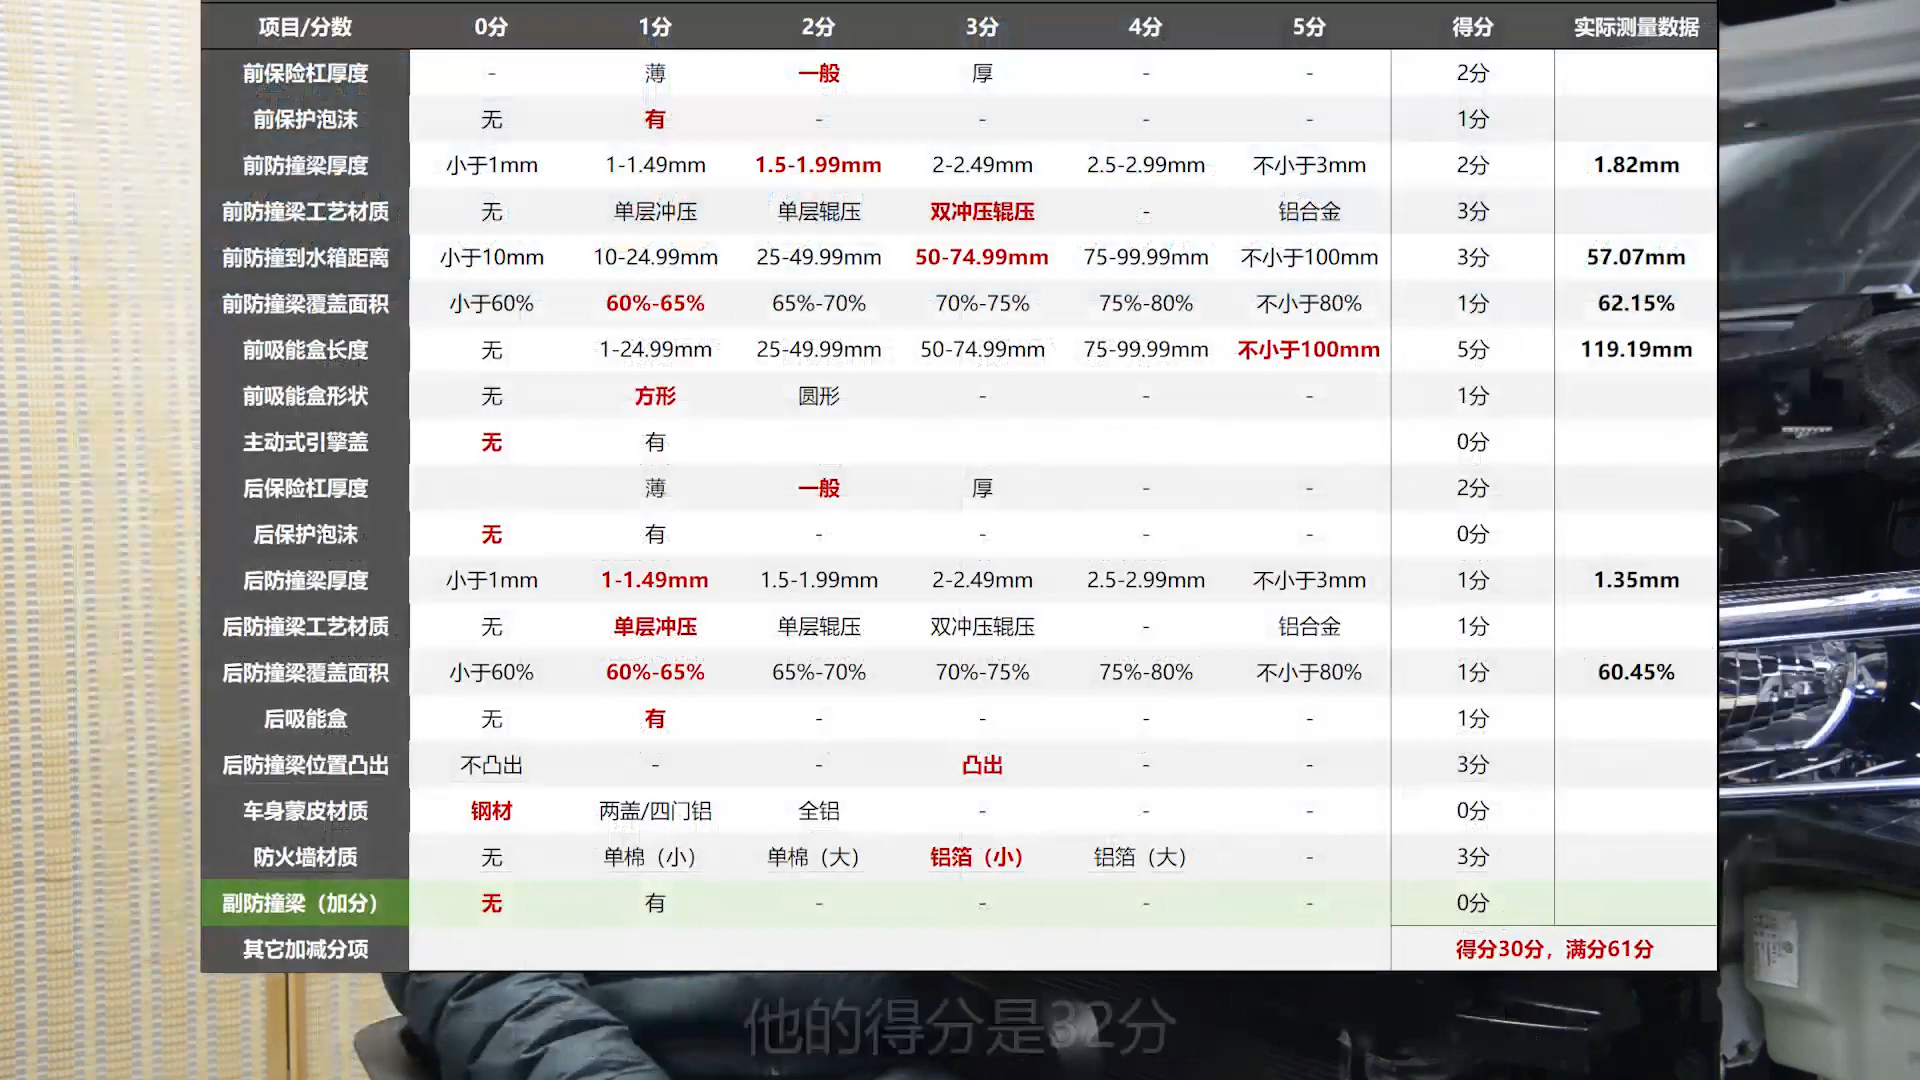 项目/分数 0分 1分 2分 3分 4分 5分 得分 实际测量数据
前保险杠厚度 - 薄 一般 厚 - - 2分
前保护泡沫 无 有 - - - - 1分
前防撞梁厚度 小于1mm 1-1.49mm 1.5-1.99mm 2-2.49mm 2.5-2.99mm 不小于3mm 2分 1.82mm
前防撞梁工艺材质 无 单层冲压 单层辊压 双冲压辊压 - 铝合金 3分
前防撞到水箱距离 小于10mm 10-24.99mm 25-49.99mm 50-74.99mm 75-99.99mm 不小于100mm 3分 57.07mm
前防撞梁覆盖面积 小于60% 60%-65% 65%-70% 70%-75% 75%-80% 不小于80% 1分 62.15%
前吸能盒长度 无 1-24.99mm 25-49.99mm 50-74.99mm 75-99.99mm 不小于100mm 5分 119.19mm
前吸能盒形状 无 方形 圆形 - - - 1分
主动式引擎盖 无 有 0分
后保险杠厚度 薄 一般 厚 - - 2分
后保护泡沫 无 有 - - - - 0分
后防撞梁厚度 小于1mm 1-1.49mm 1.5-1.99mm 2-2.49mm 2.5-2.99mm 不小于3mm 1分 1.35mm
后防撞梁工艺材质 无 单层冲压 单层辊压 双冲压辊压 - 铝合金 1分
后防撞梁覆盖面积 小于60% 60%-65% 65%-70% 70%-75% 75%-80% 不小于80% 1分 60.45%
后吸能盒 无 有 - - - - 1分
后防撞梁位置凸出 不凸出 - - 凸出 - - 3分
车身蒙皮材质 钢材 两盖/四门铝 全铝 - - - 0分
防火墙材质 无 单棉（小） 单棉（大） 铝箔（小） 铝箔（大） - 3分
副防撞梁（加分） 无 有 - - - - 0分
其它加减分项 得分30分，满分61分
他的得分是32分